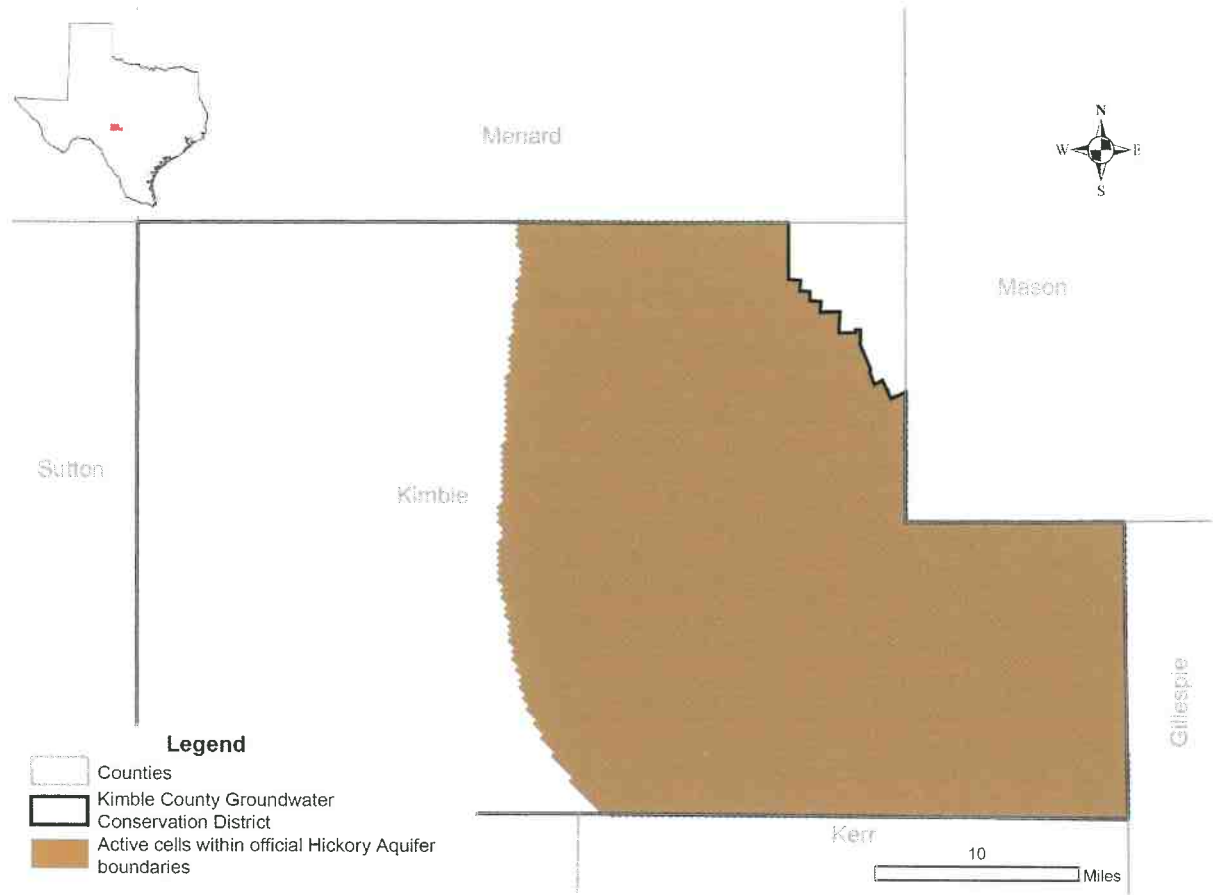 Menard
N
W
E
S
Mason
Sutton
Kimble
Gillespie
Legend
Counties
Kimble County Groundwater
Conservation District
Active cells within official Hickory Aquifer
boundaries
Kerr
10
Miles